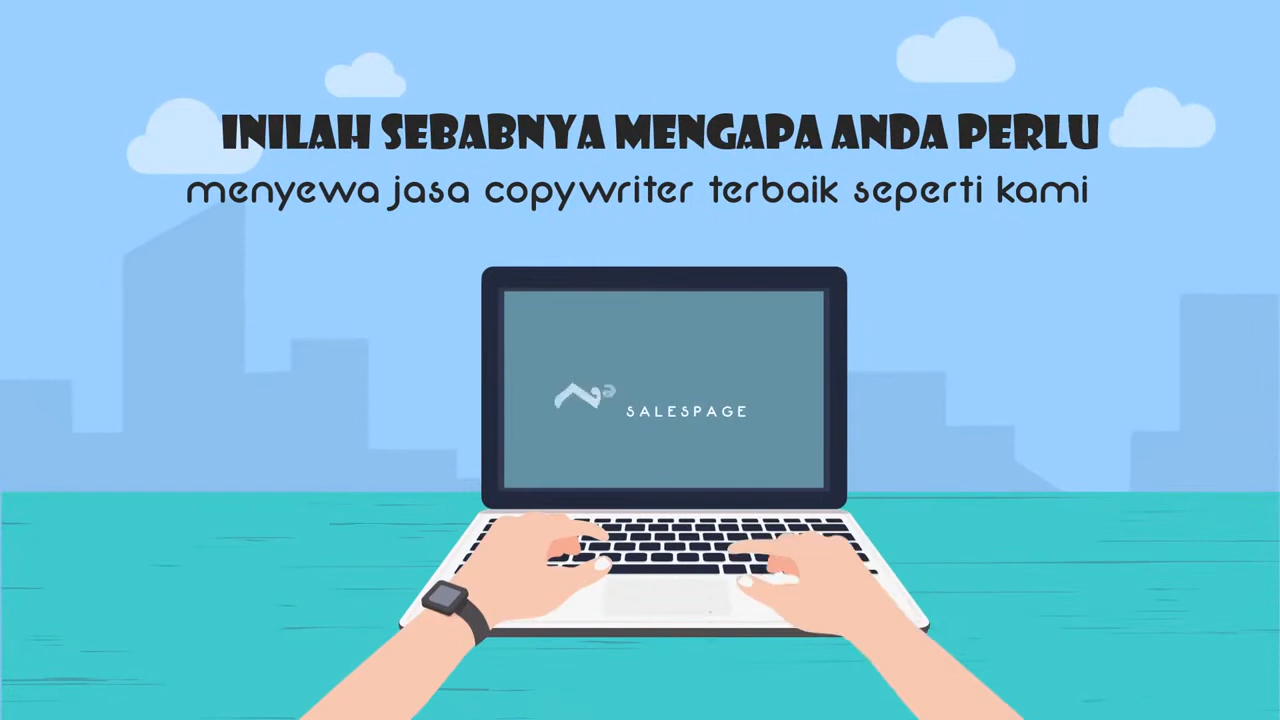 INILAH SEBABNYA MENGAPA ANDA PERLU
menyewa jasa copywriter terbaik seperti kami
SALESPAGE